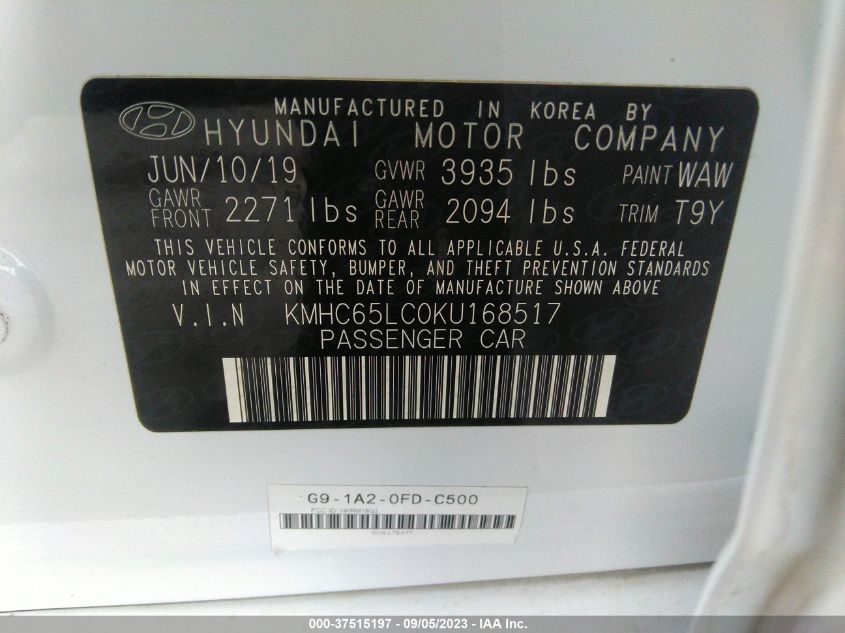 MANUFACTURED IN KOREA BY
HYUNDAI MOTOR COMPANY
JUN/10/19 GVWR 3935 lbs PAINT WAW
GAWR FRONT 2271 lbs GAWR REAR 2094 lbs TRIM T9Y
THIS VEHICLE CONFORMS TO ALL APPLICABLE U.S.A. FEDERAL
MOTOR VEHICLE SAFETY, BUMPER, AND THEFT PREVENTION STANDARDS
IN EFFECT ON THE DATE OF MANUFACTURE SHOWN ABOVE
V.I.N KMHC65LC0KU168517
PASSENGER CAR
G9-1A2-0FD-C500
FCC ID:
000-37515197 - 09/05/2023 - IAA Inc.